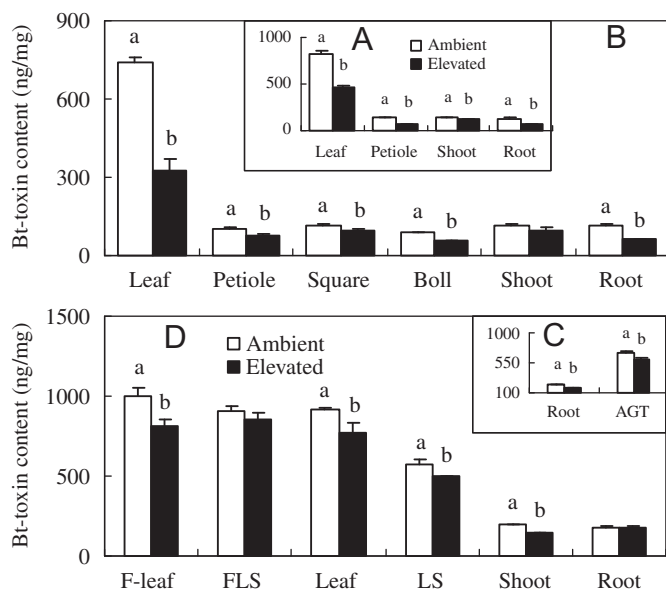 Bt-toxin content (ng/mg)
900
600
300
0
a
b
a
b
a
b
a
b
a
b
Leaf
Petiole
Square
Boll
Shoot
Root
B
A
1000
500
0
Ambient
Elevated
a
b
a
b
a
b
a
b
Leaf
Petiole
Shoot
Root
Bt-toxin content (ng/mg)
1500
1000
500
0
D
Ambient
Elevated
a
b
a
b
a
b
a
b
F-leaf
FLS
Leaf
LS
Shoot
Root
C
1000
550
100
a
b
a
b
Root
AGT